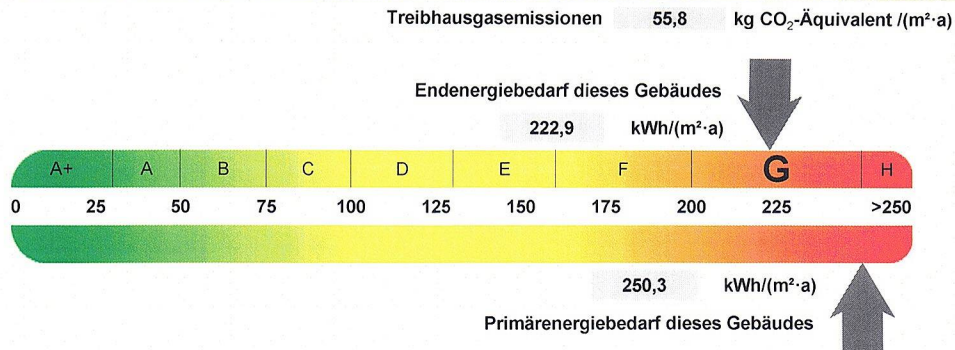 Treibhausgasemissionen 55,8 kg CO₂-Äquivalent /(m²·a)
Endenergiebedarf dieses Gebäudes
222,9 kWh/(m²·a)
A+ A B C D E F G H
0 25 50 75 100 125 150 175 200 225 >250
250,3 kWh/(m²·a)
Primärenergiebedarf dieses Gebäudes